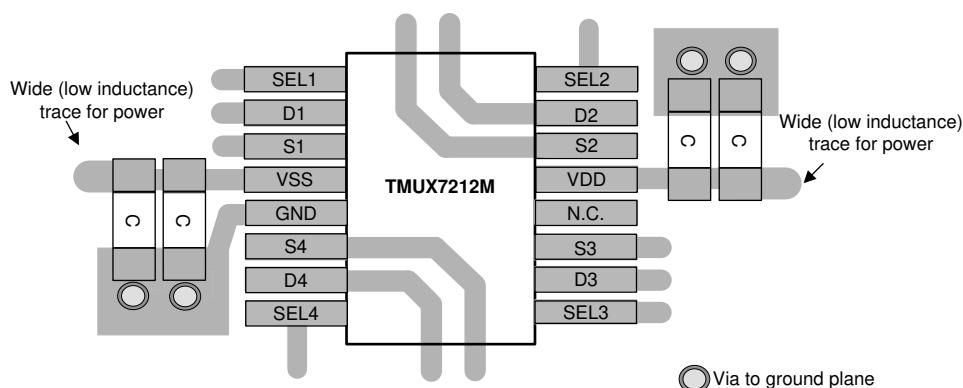 Wide (low inductance)
trace for power
SEL1
D1
S1
VSS
GND
S4
D4
SEL4
C
C
TMUX7212M
SEL2
D2
S2
VDD
N.C.
S3
D3
SEL3
C
C
Wide (low inductance)
trace for power
Via to ground plane